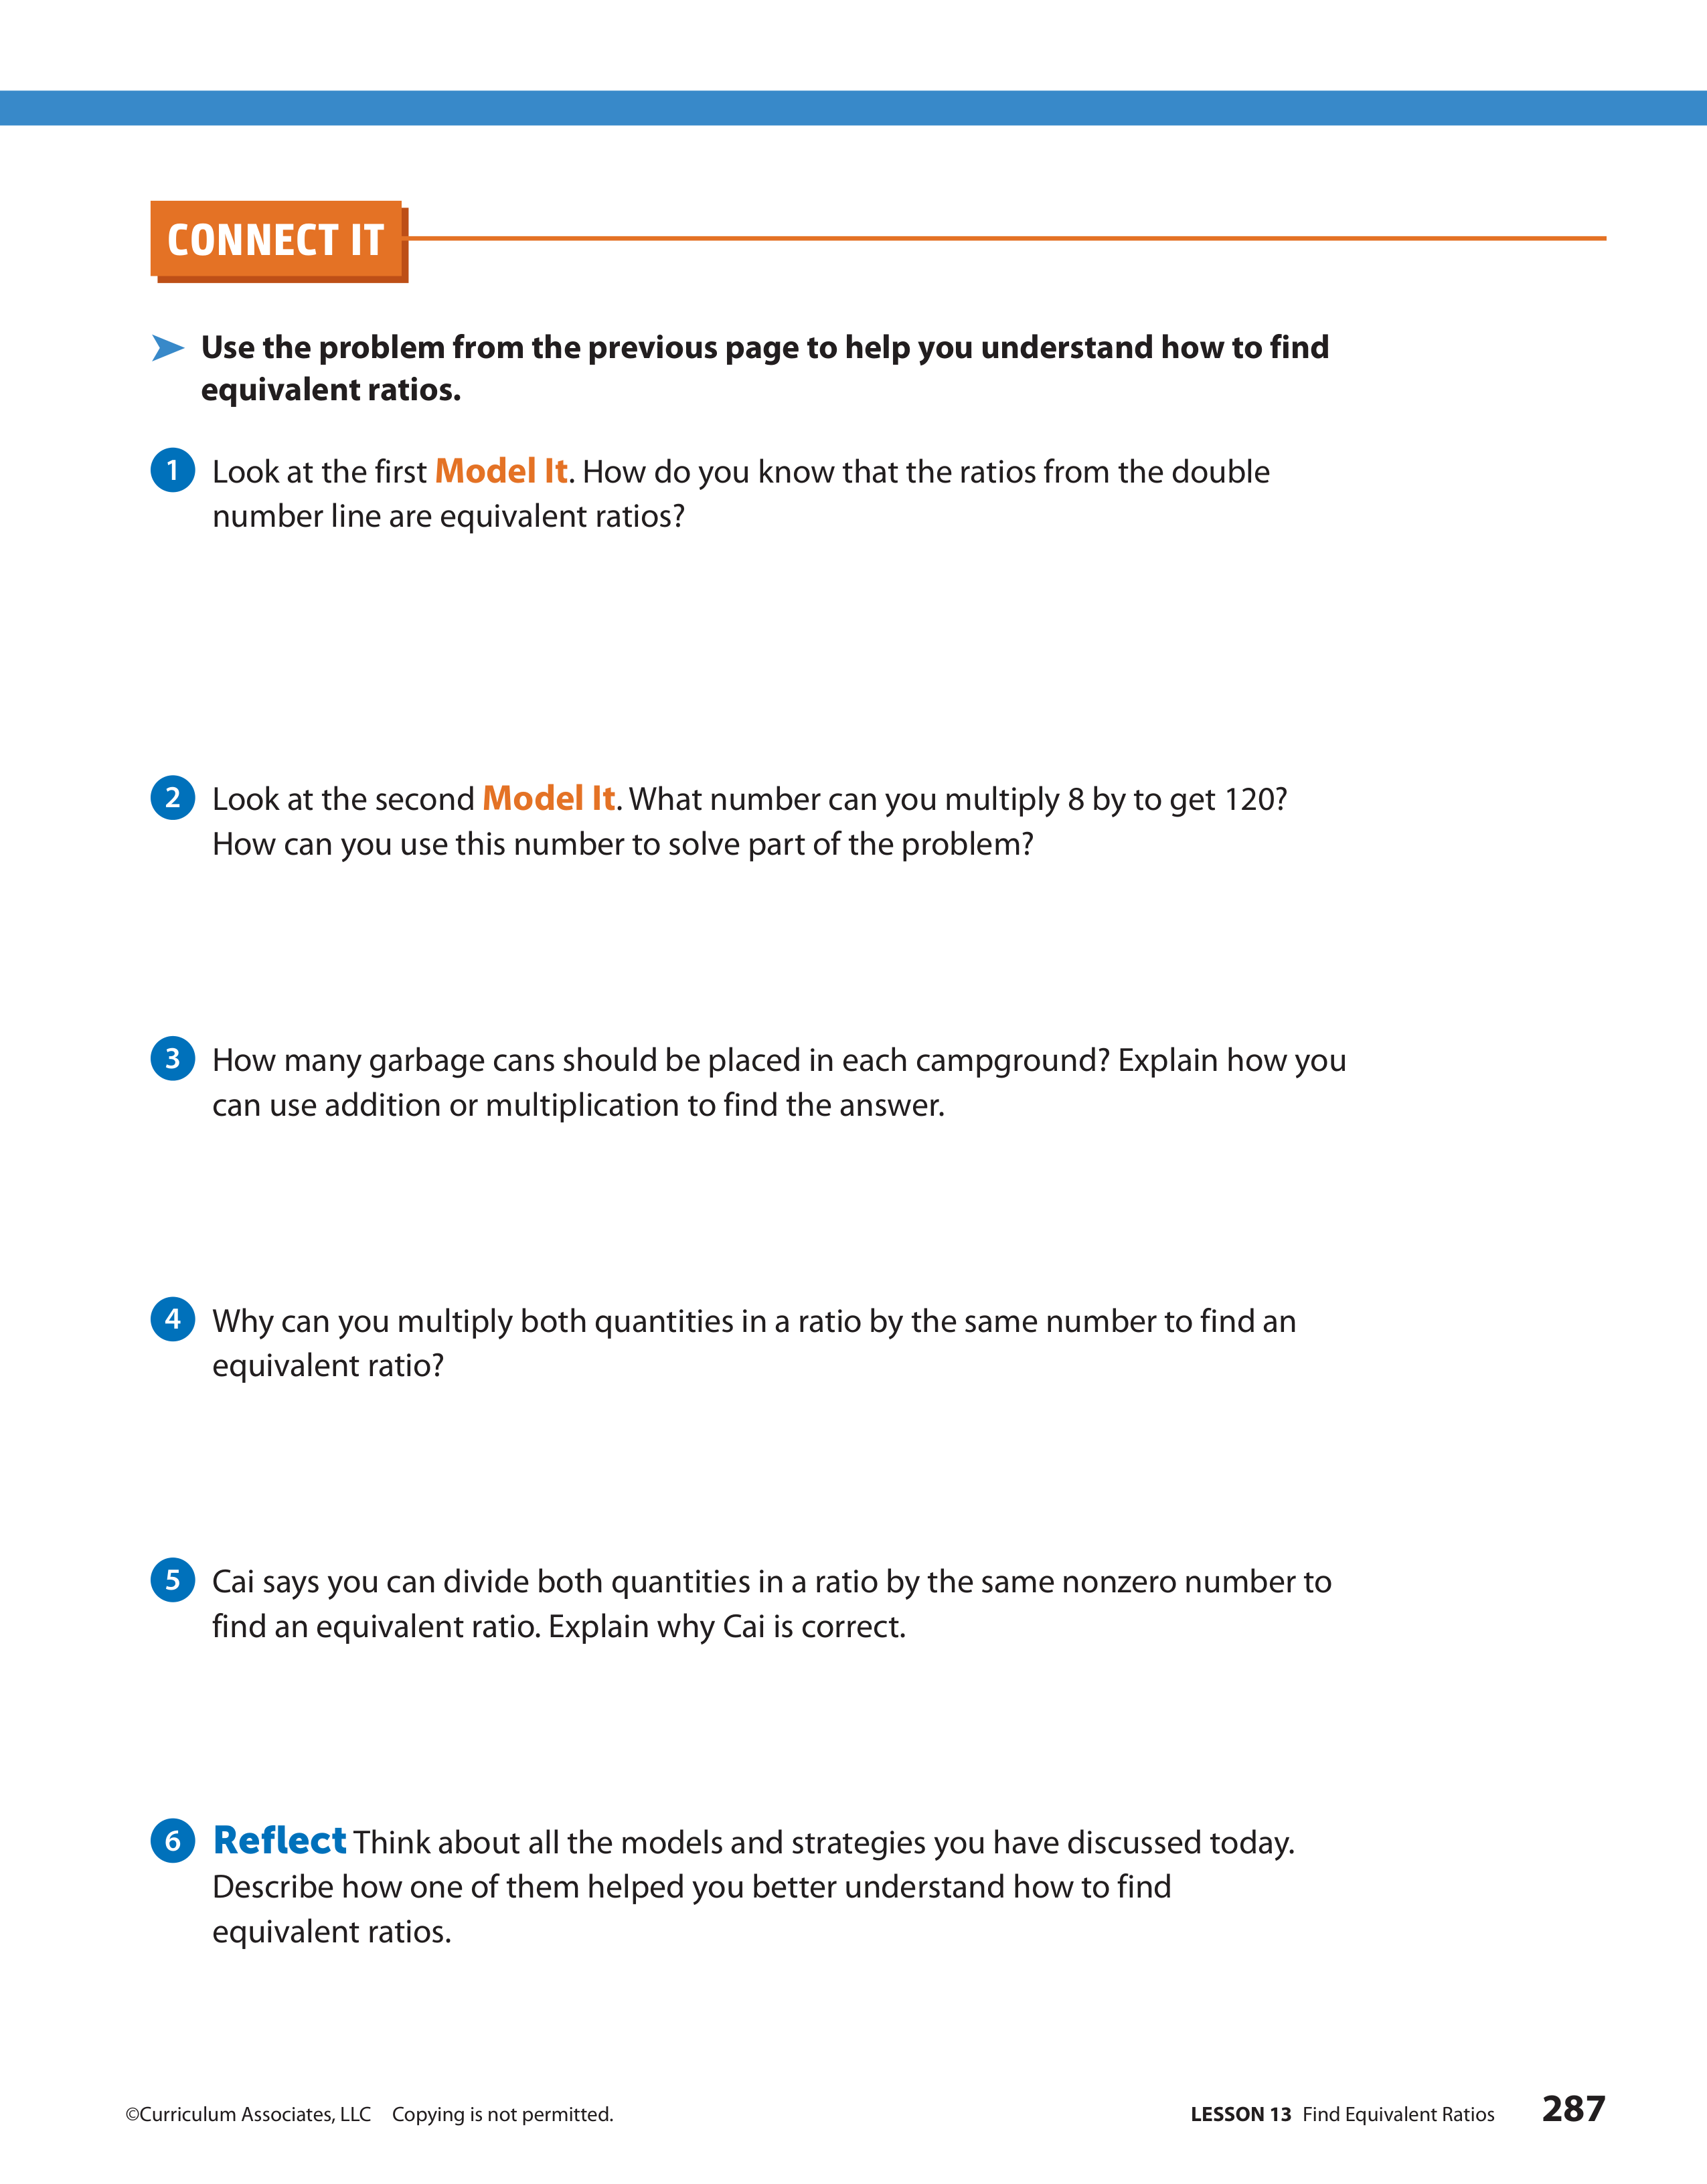 CONNECT IT
Use the problem from the previous page to help you understand how to find
equivalent ratios.
1 Look at the first Model It. How do you know that the ratios from the double
number line are equivalent ratios?
2 Look at the second Model It. What number can you multiply 8 by to get 120?
How can you use this number to solve part of the problem?
3 How many garbage cans should be placed in each campground? Explain how you
can use addition or multiplication to find the answer.
4 Why can you multiply both quantities in a ratio by the same number to find an
equivalent ratio?
5 Cai says you can divide both quantities in a ratio by the same nonzero number to
find an equivalent ratio. Explain why Cai is correct.
6 Reflect Think about all the models and strategies you have discussed today.
Describe how one of them helped you better understand how to find
equivalent ratios.
©Curriculum Associates, LLC Copying is not permitted. LESSON 13 Find Equivalent Ratios 287